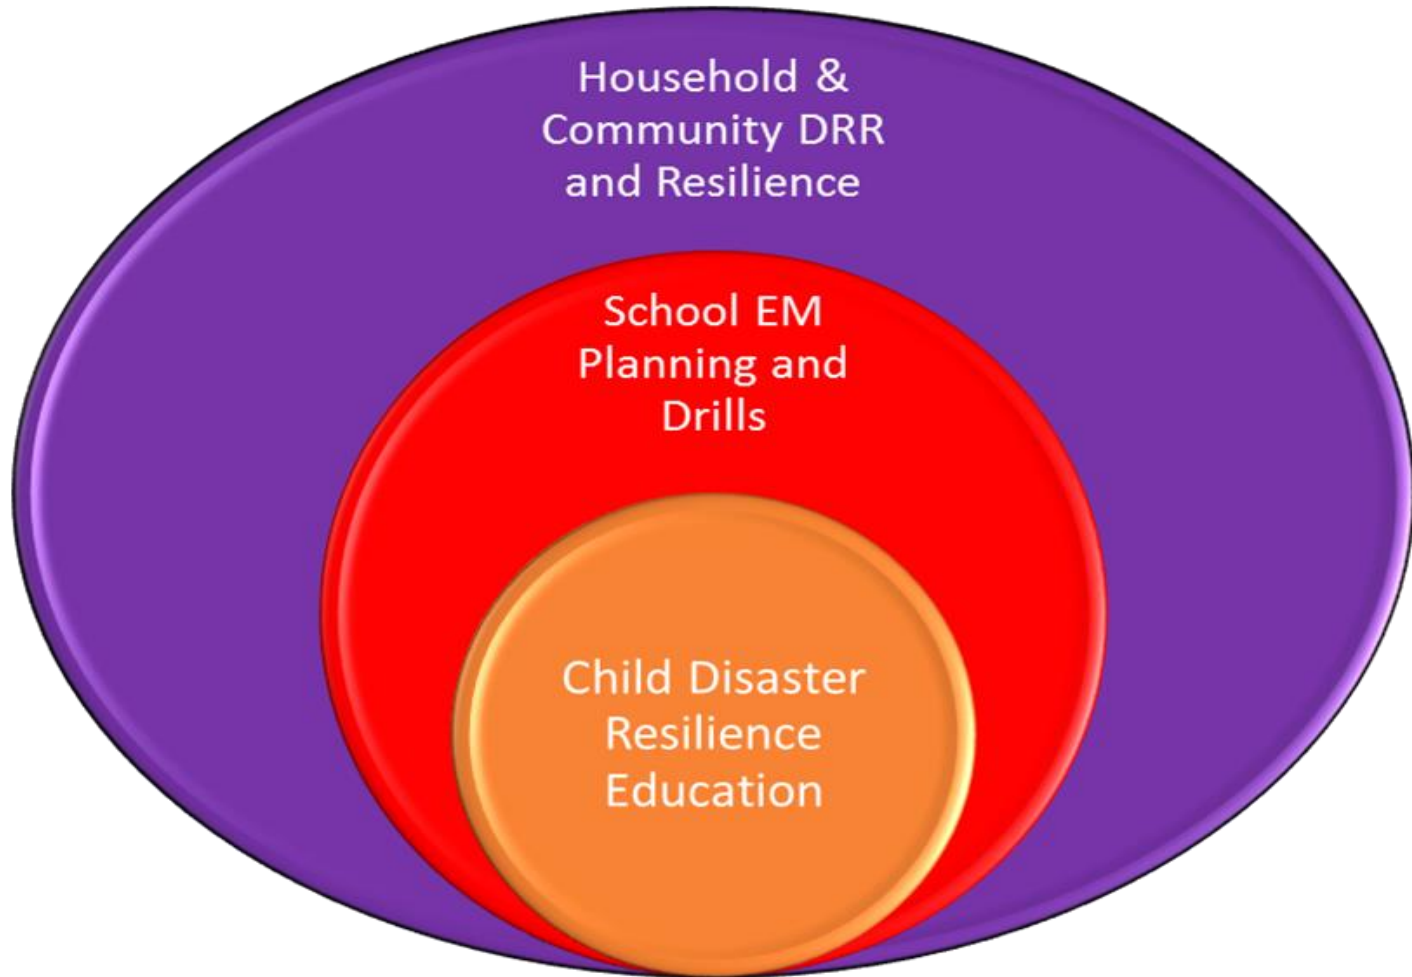 Household &
Community DRR
and Resilience
School EM
Planning and
Drills
Child Disaster
Resilience
Education